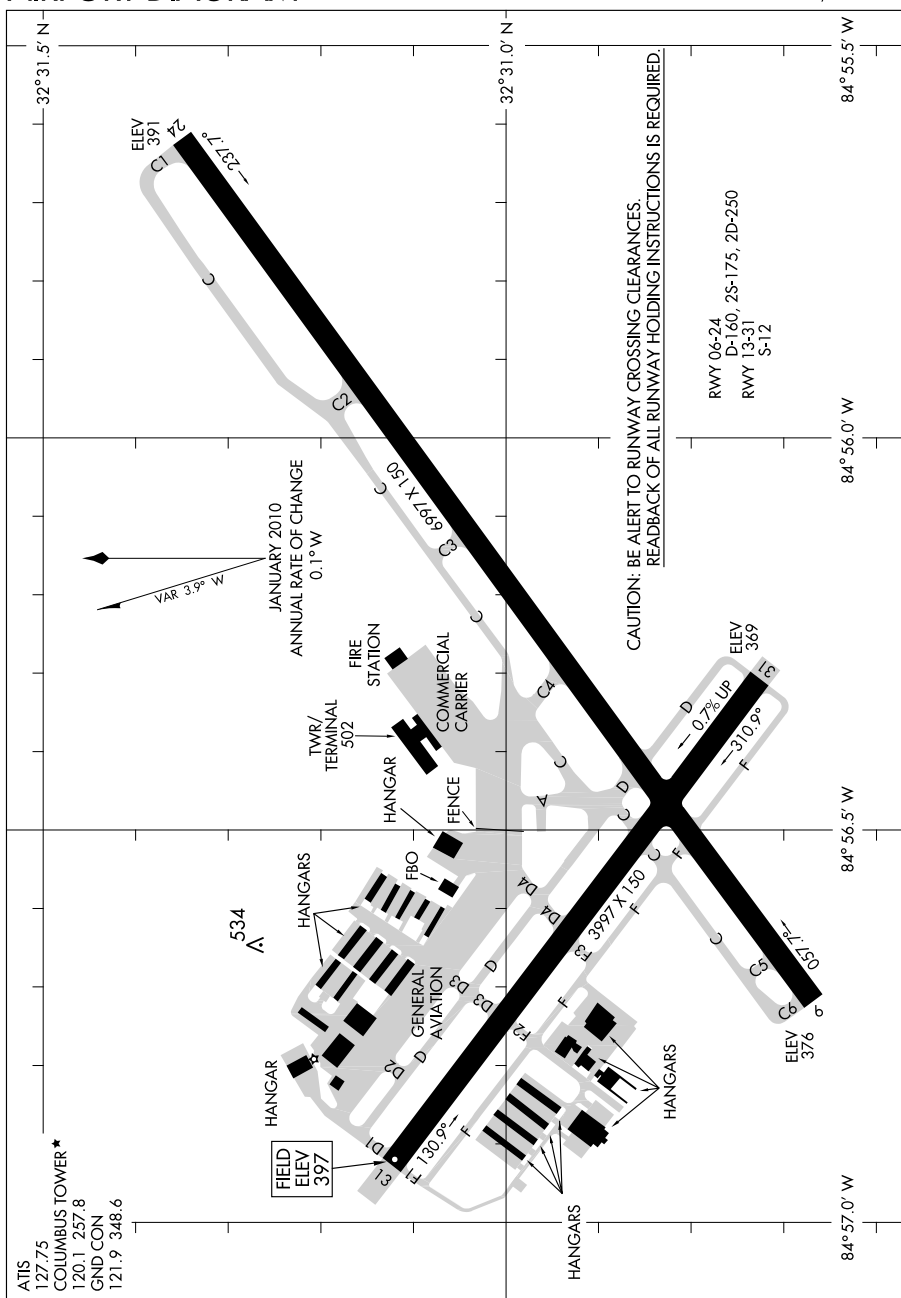 AIRPORT DIAGRAM
ATIS
127.75
COLUMBUS TOWER★
120.1 257.8
GND CON
121.9 348.6
32°31.5' N
32°31.0' N
84°55.5' W
84°56.0' W
84°56.5' W
84°57.0' W
JANUARY 2010
ANNUAL RATE OF CHANGE
0.1° W
VAR 3.9° W
CAUTION: BE ALERT TO RUNWAY CROSSING CLEARANCES.
READBACK OF ALL RUNWAY HOLDING INSTRUCTIONS IS REQUIRED.
RWY 06-24
D-160, 2S-175, 2D-250
RWY 13-31
S-12
ELEV
391
24
237.7°
C1
C
C2
C
6997 X 150
C3
C
C4
C
A
FIRE
STATION
TWR/
TERMINAL
502
COMMERCIAL
CARRIER
HANGAR
FENCE
FBO
HANGARS
534
GENERAL
AVIATION
HANGAR
FIELD
ELEV
397
13
D1
F1
130.9°
D2
D
D3
D3
D
D4
D4
D
C
3997 X 150
F
F
F2
F3
F
F
C
C
C5
C6
9
057.7°
ELEV
376
D
0.7% UP
310.9°
F
31
ELEV
369
HANGARS
HANGARS